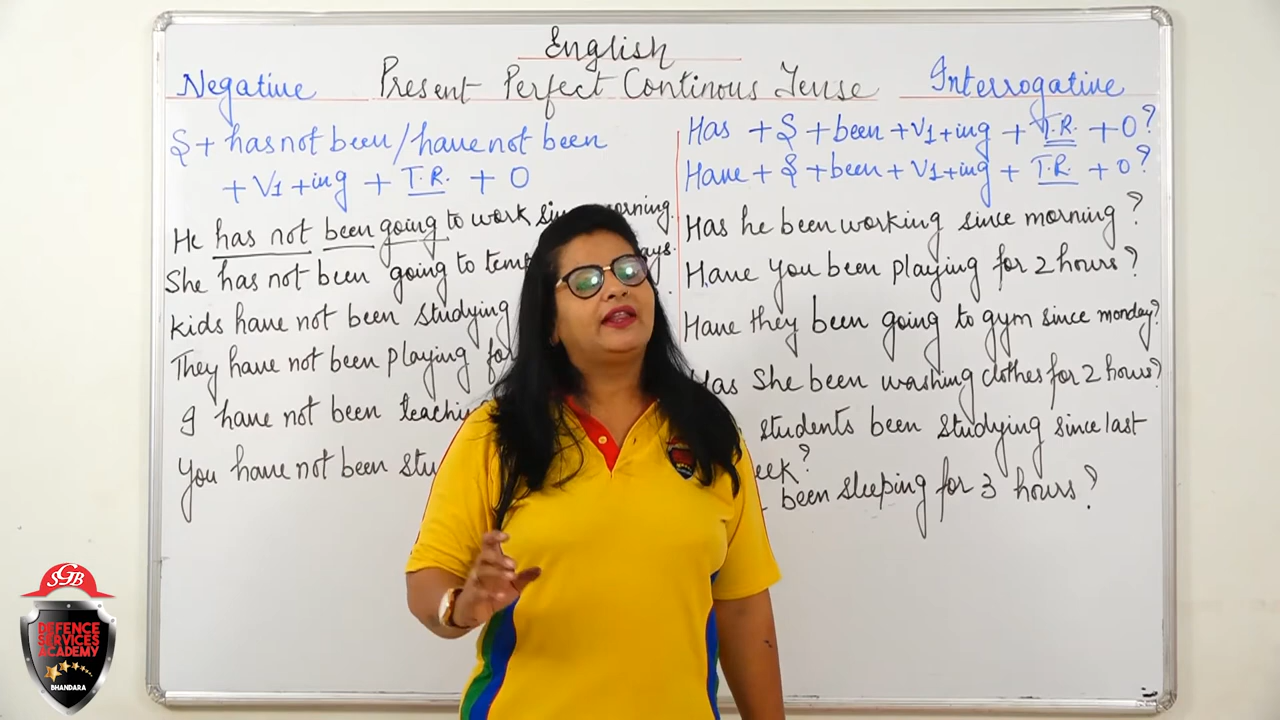 English
Negative Present Perfect Continous Tense Interrogative
S + has not been / have not been
+ V1 + ing + T.R. + O
He has not been going to work morning.
She has not been going to
Kids have not been studying
They have not been playing for
I have not been
You have not been
Has + S + been + V1 + ing + T.R. + O?
Have + S + been + V1 + ing + T.R. + O?
Has he been working since morning?
Have you been playing for 2 hours?
Have they been going to gym since monday?
Has She been washing clothes for 2 hours?
students been studying since last
been sleeping for 3 hours?
SGB
DEFENCE
SERVICES
ACADEMY
BHANDARA